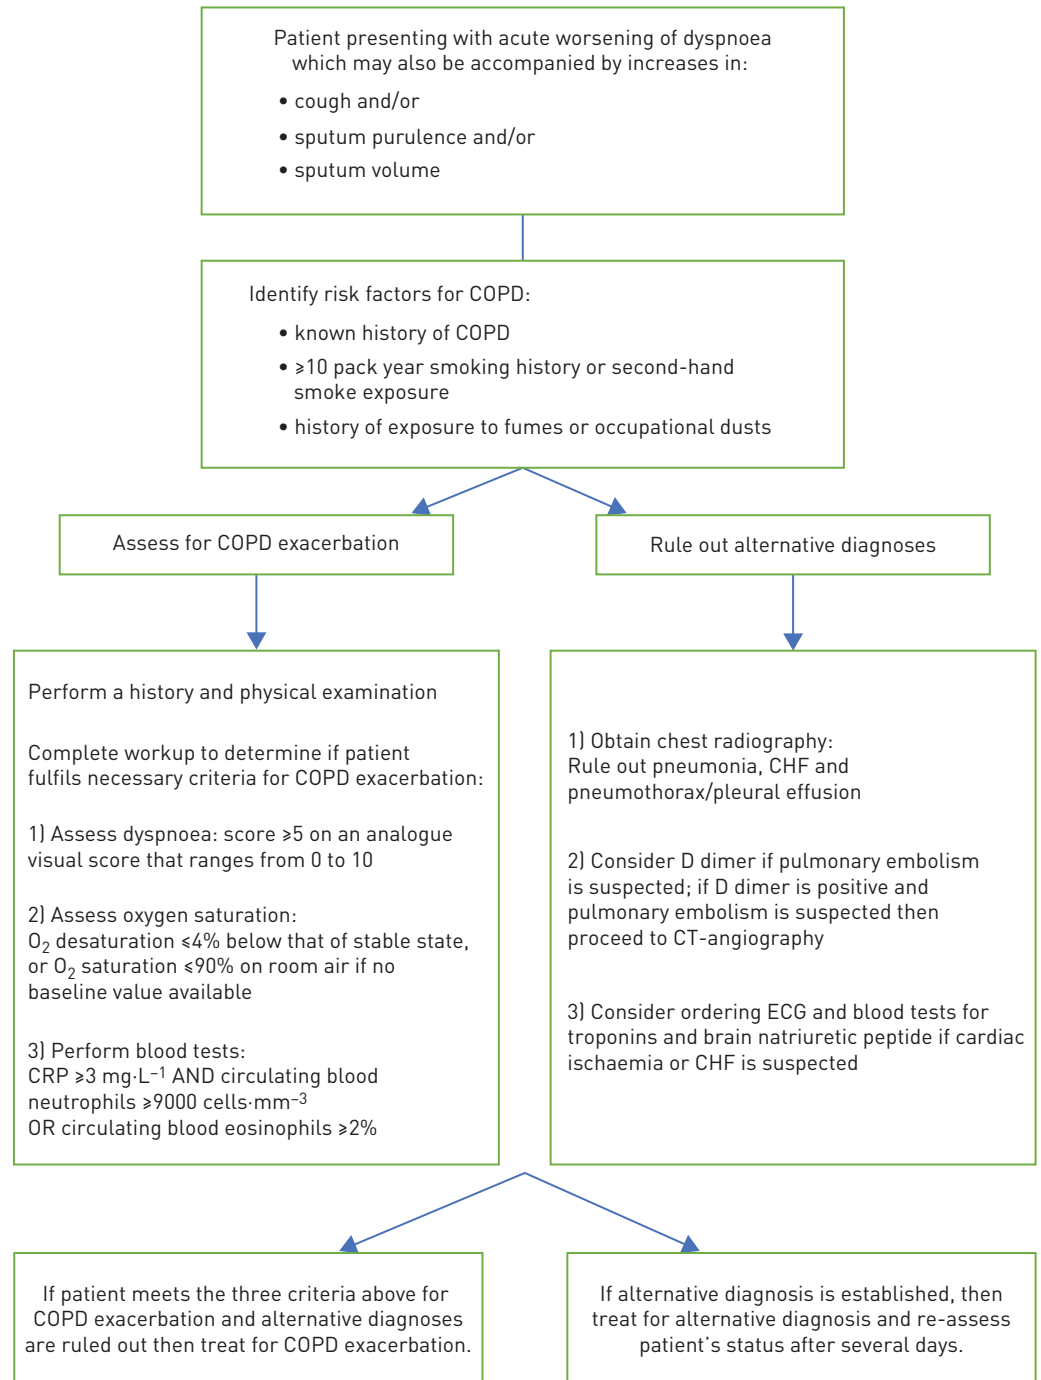 Patient presenting with acute worsening of dyspnoea
which may also be accompanied by increases in:
• cough and/or
• sputum purulence and/or
• sputum volume
Identify risk factors for COPD:
• known history of COPD
• ⩾10 pack year smoking history or second-hand
smoke exposure
• history of exposure to fumes or occupational dusts
Assess for COPD exacerbation
Rule out alternative diagnoses
Perform a history and physical examination
Complete workup to determine if patient
fulfils necessary criteria for COPD exacerbation:
1) Assess dyspnoea: score ⩾5 on an analogue
visual score that ranges from 0 to 10
2) Assess oxygen saturation:
O₂ desaturation ⩽4% below that of stable state,
or O₂ saturation ⩽90% on room air if no
baseline value available
3) Perform blood tests:
CRP ⩾3 mg·L⁻¹ AND circulating blood
neutrophils ⩾9000 cells·mm⁻³
OR circulating blood eosinophils ⩾2%
1) Obtain chest radiography:
Rule out pneumonia, CHF and
pneumothorax/pleural effusion
2) Consider D dimer if pulmonary embolism
is suspected; if D dimer is positive and
pulmonary embolism is suspected then
proceed to CT-angiography
3) Consider ordering ECG and blood tests for
troponins and brain natriuretic peptide if cardiac
ischaemia or CHF is suspected
If patient meets the three criteria above for
COPD exacerbation and alternative diagnoses
are ruled out then treat for COPD exacerbation.
If alternative diagnosis is established, then
treat for alternative diagnosis and re-assess
patient's status after several days.